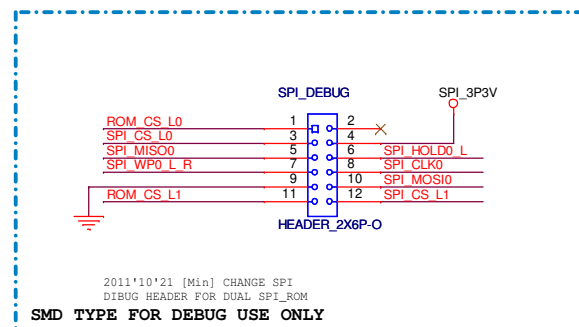 SPI_DEBUG
SPI_3P3V
ROM_CS_L0 1 2
SPI_CS_L0 3 4
SPI_MISO0 5 6 SPI_HOLD0_L
SPI_WP0_L_R 7 8 SPI_CLK0
9 10 SPI_MOSI0
ROM_CS_L1 11 12 SPI_CS_L1
HEADER_2X6P-O
2011'10'21 [Min] CHANGE SPI
DIBUG HEADER FOR DUAL SPI_ROM
SMD TYPE FOR DEBUG USE ONLY